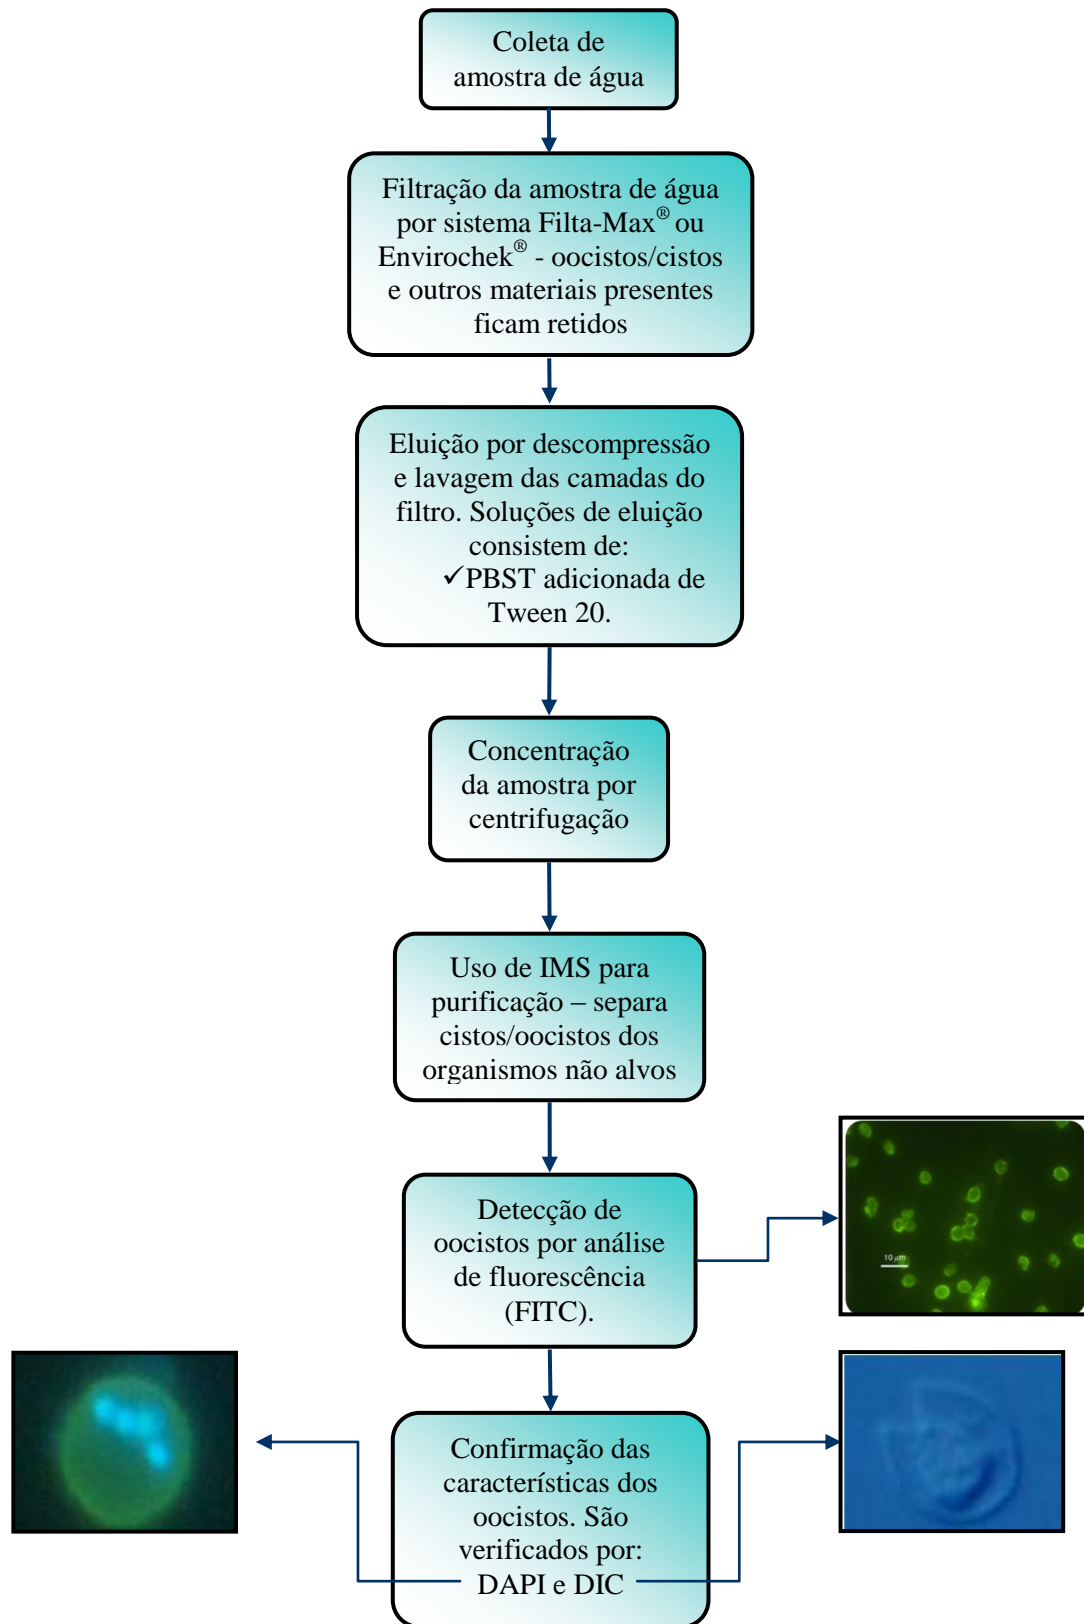 Coleta de
amostra de água
Filtração da amostra de água
por sistema Filta-Max® ou
Envirochek® - oocistos/cistos
e outros materiais presentes
ficam retidos
Eluição por descompressão
e lavagem das camadas do
filtro. Soluções de eluição
consistem de:
✓PBST adicionada de
Tween 20.
Concentração
da amostra por
centrifugação
Uso de IMS para
purificação – separa
cistos/oocistos dos
organismos não alvos
Detecção de
oocistos por análise
de fluorescência
(FITC).
10 µm
Confirmação das
características dos
oocistos. São
verificados por:
DAPI e DIC